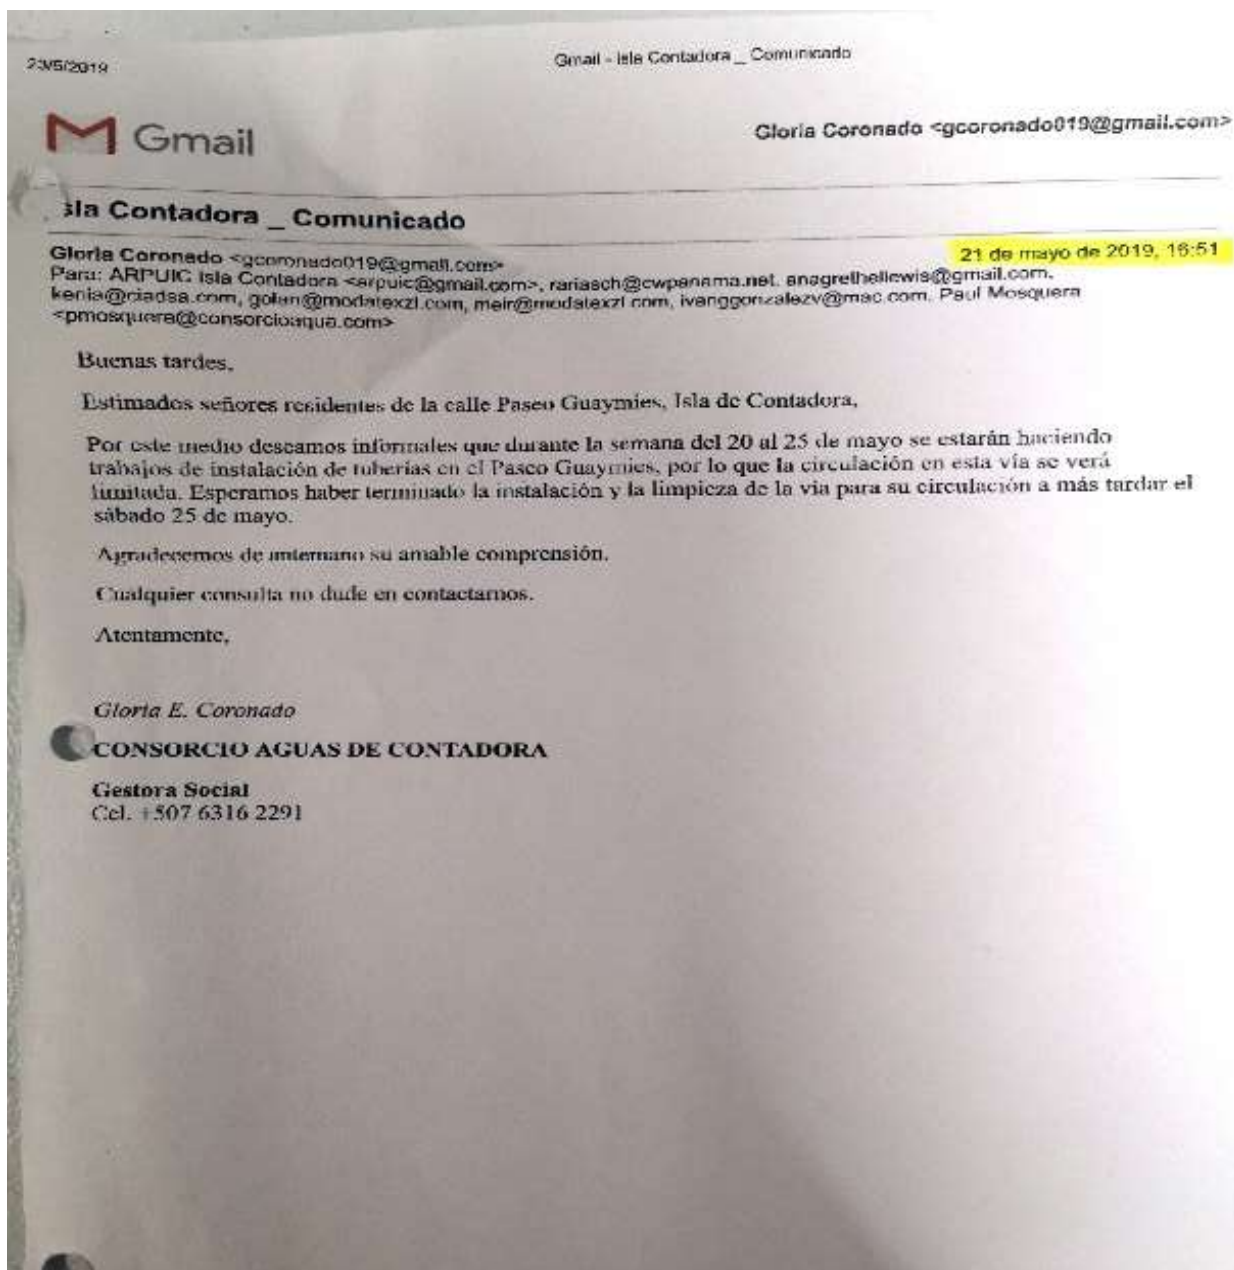 23/5/2019
Gmail - Isla Contadora _ Comunicado
Gmail
Gloria Coronado <gcoronado019@gmail.com>
sla Contadora _ Comunicado
Gloria Coronado <gcoronado019@gmail.com>
21 de mayo de 2019, 16:51
Para: ARPUIC Isla Contadora <arpuic@gmail.com>, rariasch@cwpanama.net, anagrethellewis@gmail.com,
kenia@ciadsa.com, golan@modatexzl.com, meir@modatexzl.com, ivanggonzalezv@mac.com, Paul Mosquera
<pmosquera@consorcioaqua.com>
Buenas tardes,
Estimados señores residentes de la calle Paseo Guaymies, Isla de Contadora,
Por este medio deseamos informales que durante la semana del 20 al 25 de mayo se estarán haciendo
trabajos de instalación de tuberias en el Paseo Guaymies, por lo que la circulación en esta vía se verá
limitada. Esperamos haber terminado la instalación y la limpieza de la via para su circulación a más tardar el
sábado 25 de mayo.
Agradecemos de antemano su amable comprensión.
Cualquier consulta no dude en contactarnos.
Atentamente,
Gloria E. Coronado
CONSORCIO AGUAS DE CONTADORA
Gestora Social
Cel. +507 6316 2291